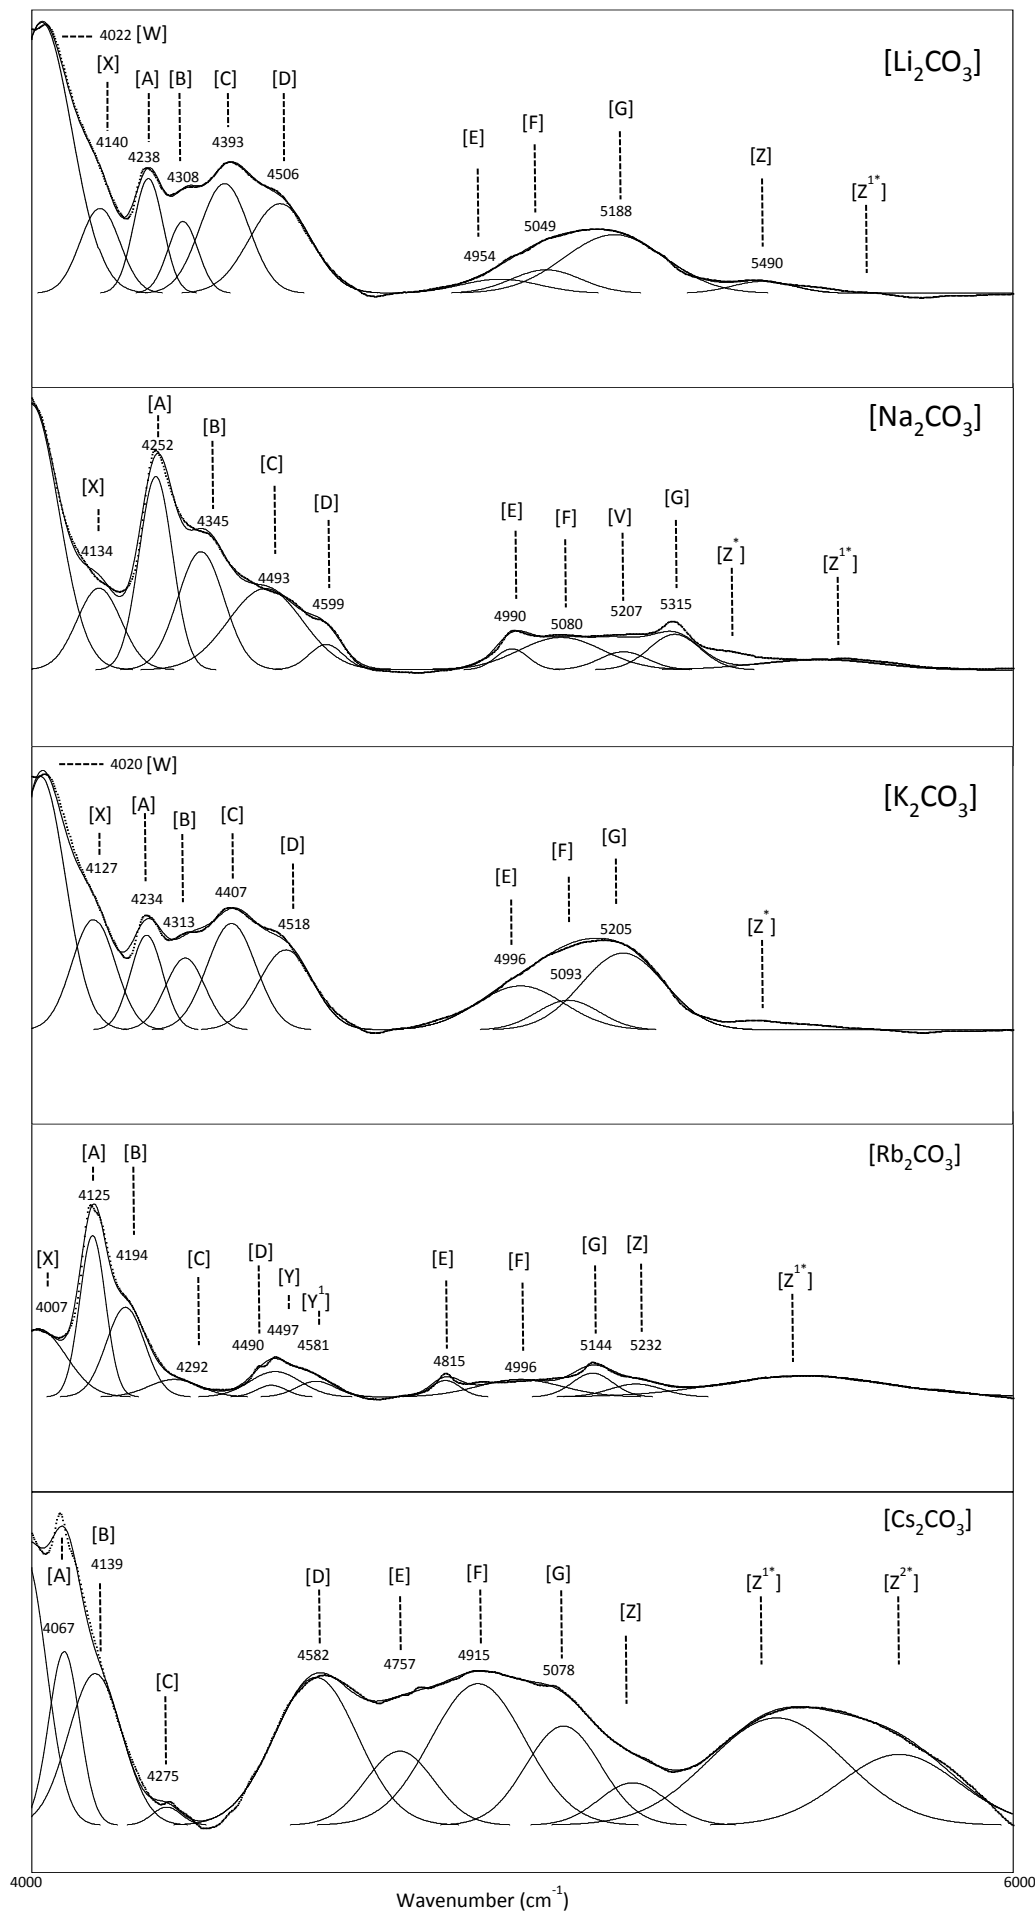 4022 [W]
[Li2CO3]
[X]
[A]
[B]
[C]
[D]
4140
4238
4308
4393
4506
[E]
[F]
[G]
[Z]
[Z1*]
4954
5049
5188
5490
[Na2CO3]
[A]
4252
[B]
4345
[X]
4134
[C]
4493
[D]
4599
[E]
4990
[F]
5080
[V]
5207
[G]
5315
[Z*]
[Z1*]
4020 [W]
[K2CO3]
[X]
4127
[A]
4234
[B]
4313
[C]
4407
[D]
4518
[E]
4996
[F]
5093
[G]
5205
[Z*]
[Rb2CO3]
[A]
4125
[B]
4194
[X]
4007
[C]
4292
[D]
4490
[Y]
4497
[Y1]
4581
[E]
4815
[F]
4996
[G]
5144
[Z]
5232
[Z1*]
[Cs2CO3]
[B]
4139
[A]
4067
[C]
4275
[D]
4582
[E]
4757
[F]
4915
[G]
5078
[Z]
[Z1*]
[Z2*]
4000
6000
Wavenumber (cm-1)